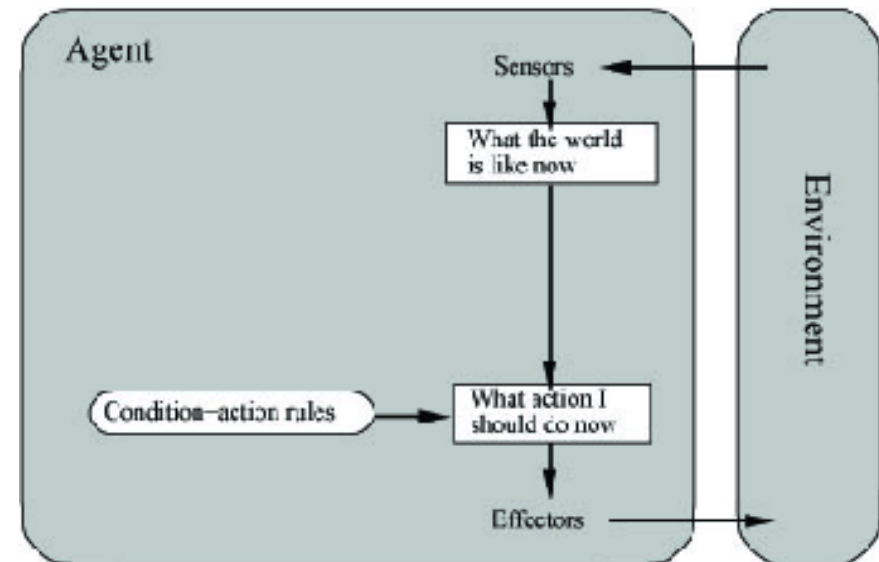 Agent
Sensors
What the world
is like now
Environment
Condition-action rules
What action I
should do now
Effectors